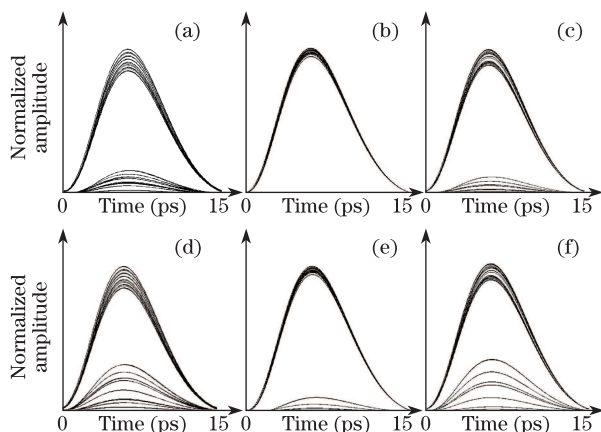 (a) (b) (c)
Normalized
amplitude
0 Time (ps) 15 0 Time (ps) 15 0 Time (ps) 15
(d) (e) (f)
Normalized
amplitude
0 Time (ps) 15 0 Time (ps) 15 0 Time (ps) 15